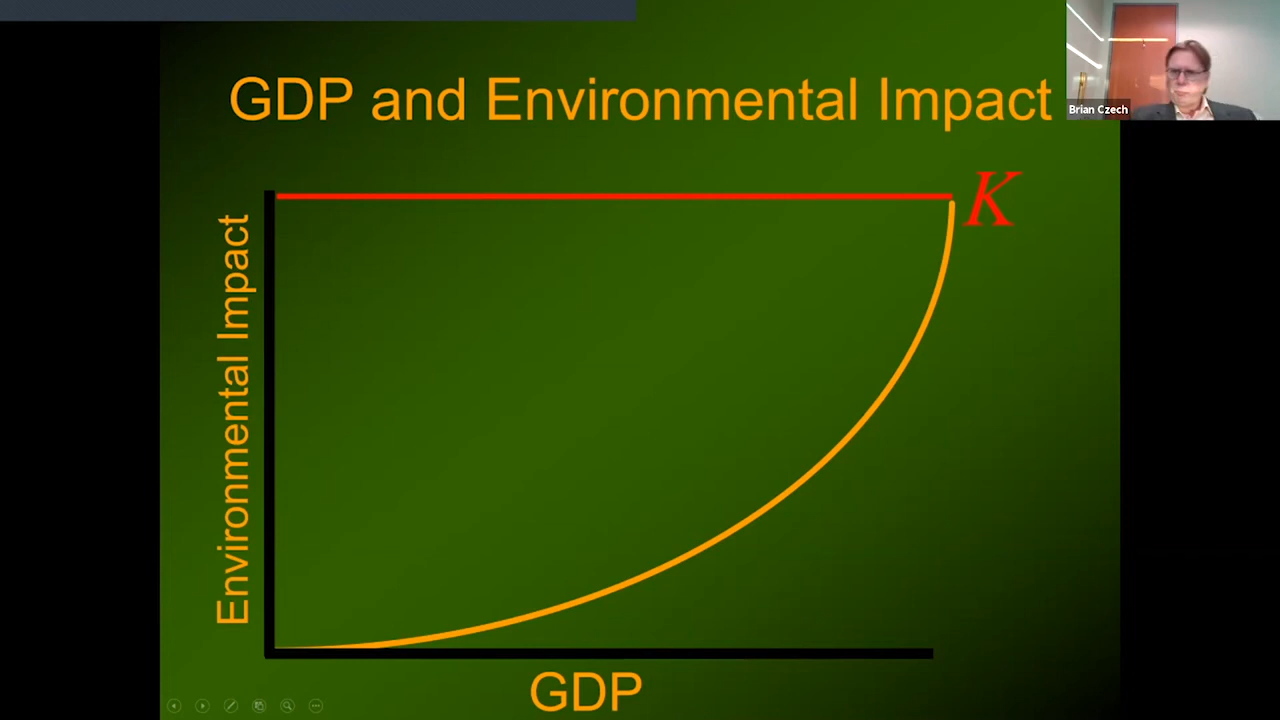 GDP and Environmental Impact
Brian Czech
K
Environmental Impact
GDP